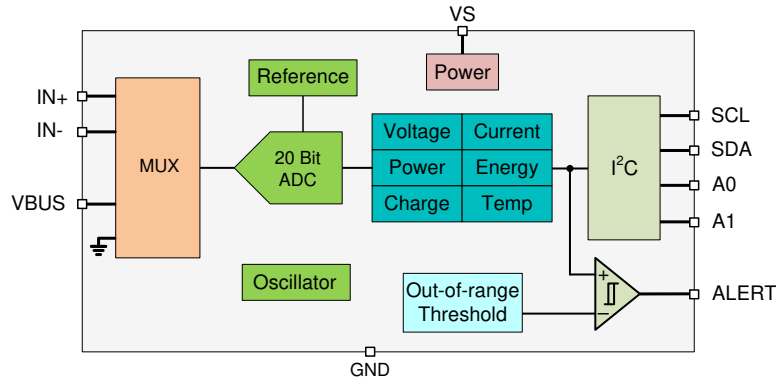 VS
Power
Reference
IN+
IN-
VBUS
MUX
20 Bit
ADC
Voltage
Current
Power
Energy
Charge
Temp
I²C
SCL
SDA
A0
A1
Oscillator
Out-of-range
Threshold
+
−
ALERT
GND